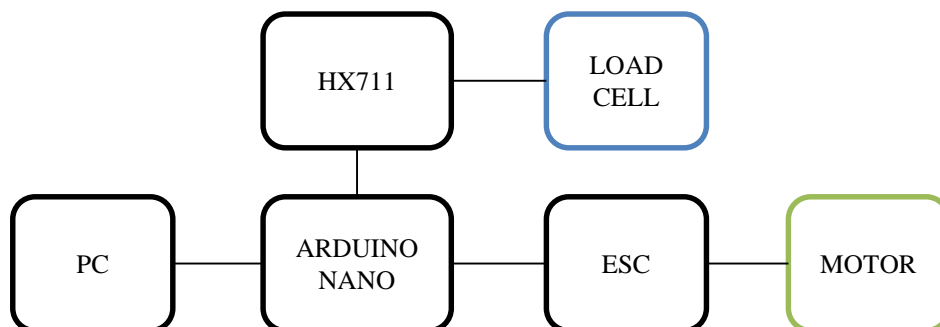 HX711
LOAD
CELL
PC
ARDUINO
NANO
ESC
MOTOR